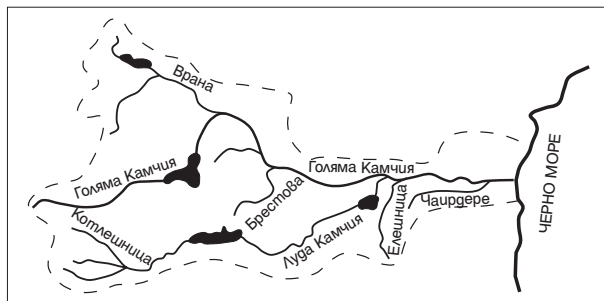 Врана
Голяма Камчия
Голяма Камчия
Котлешница
Брестова
Луда Камчия
Елешница
Чаирдере
ЧЕРНО МОРЕ